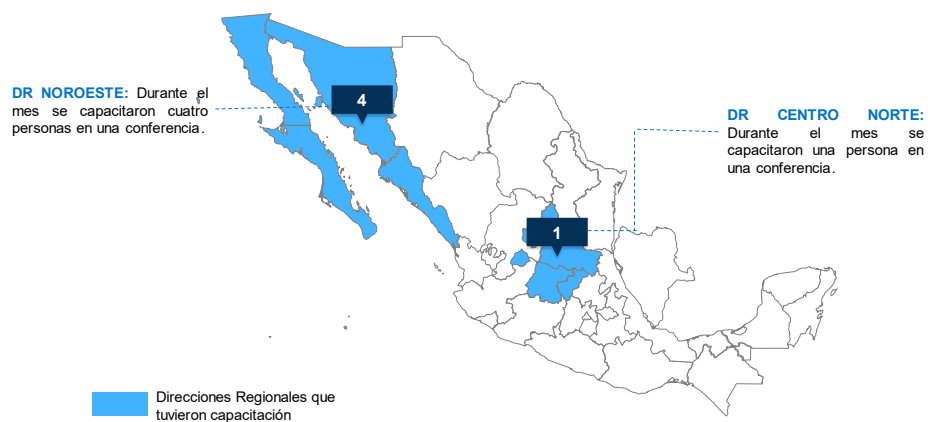 DR NOROESTE: Durante el
mes se capacitaron cuatro
personas en una conferencia.
4
DR CENTRO NORTE:
Durante el mes se
capacitaron una persona en
una conferencia.
1
Direcciones Regionales que
tuvieron capacitación